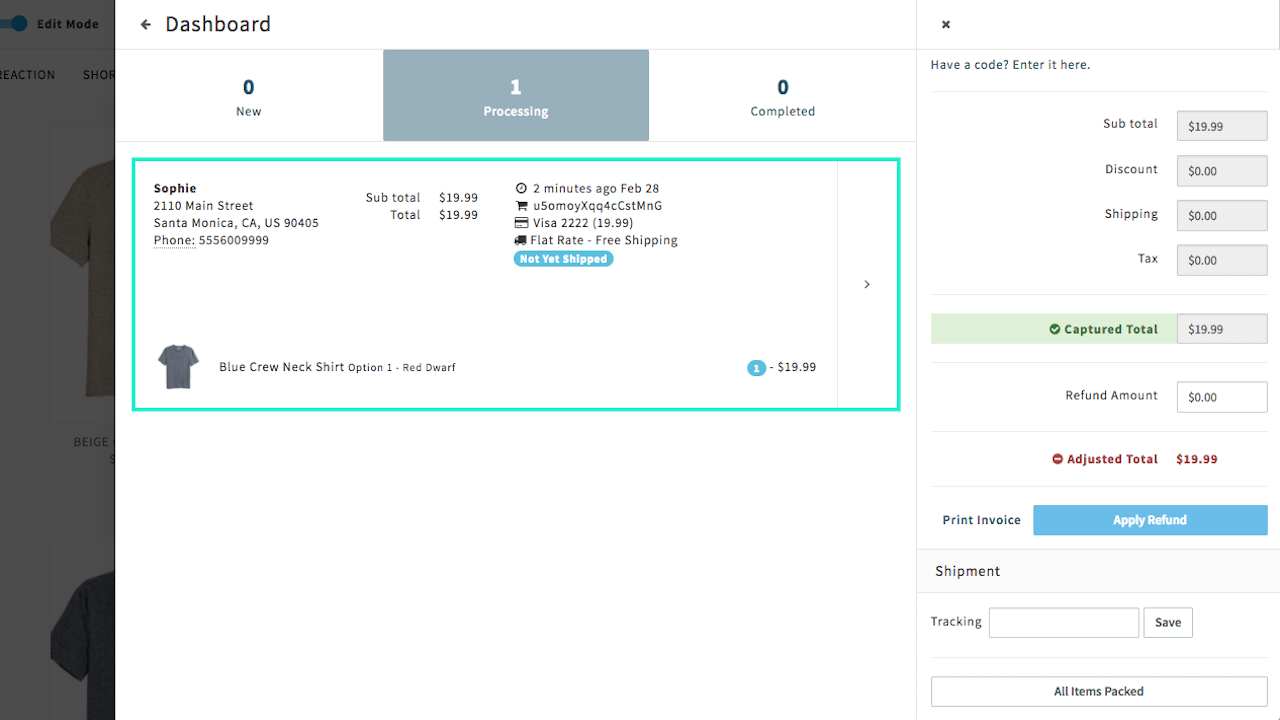 Edit Mode
Dashboard
0
New
1
Processing
0
Completed
Sophie
2110 Main Street
Santa Monica, CA, US 90405
Phone: 5556009999
Sub total $19.99
Total $19.99
2 minutes ago Feb 28
u5omoyXqq4cCstMnG
Visa 2222 (19.99)
Flat Rate - Free Shipping
Not Yet Shipped
Blue Crew Neck Shirt Option 1 - Red Dwarf
1 - $19.99
BEIGE
Have a code? Enter it here.
Sub total $19.99
Discount $0.00
Shipping $0.00
Tax $0.00
Captured Total $19.99
Refund Amount $0.00
Adjusted Total $19.99
Print Invoice Apply Refund
Shipment
Tracking Save
All Items Packed